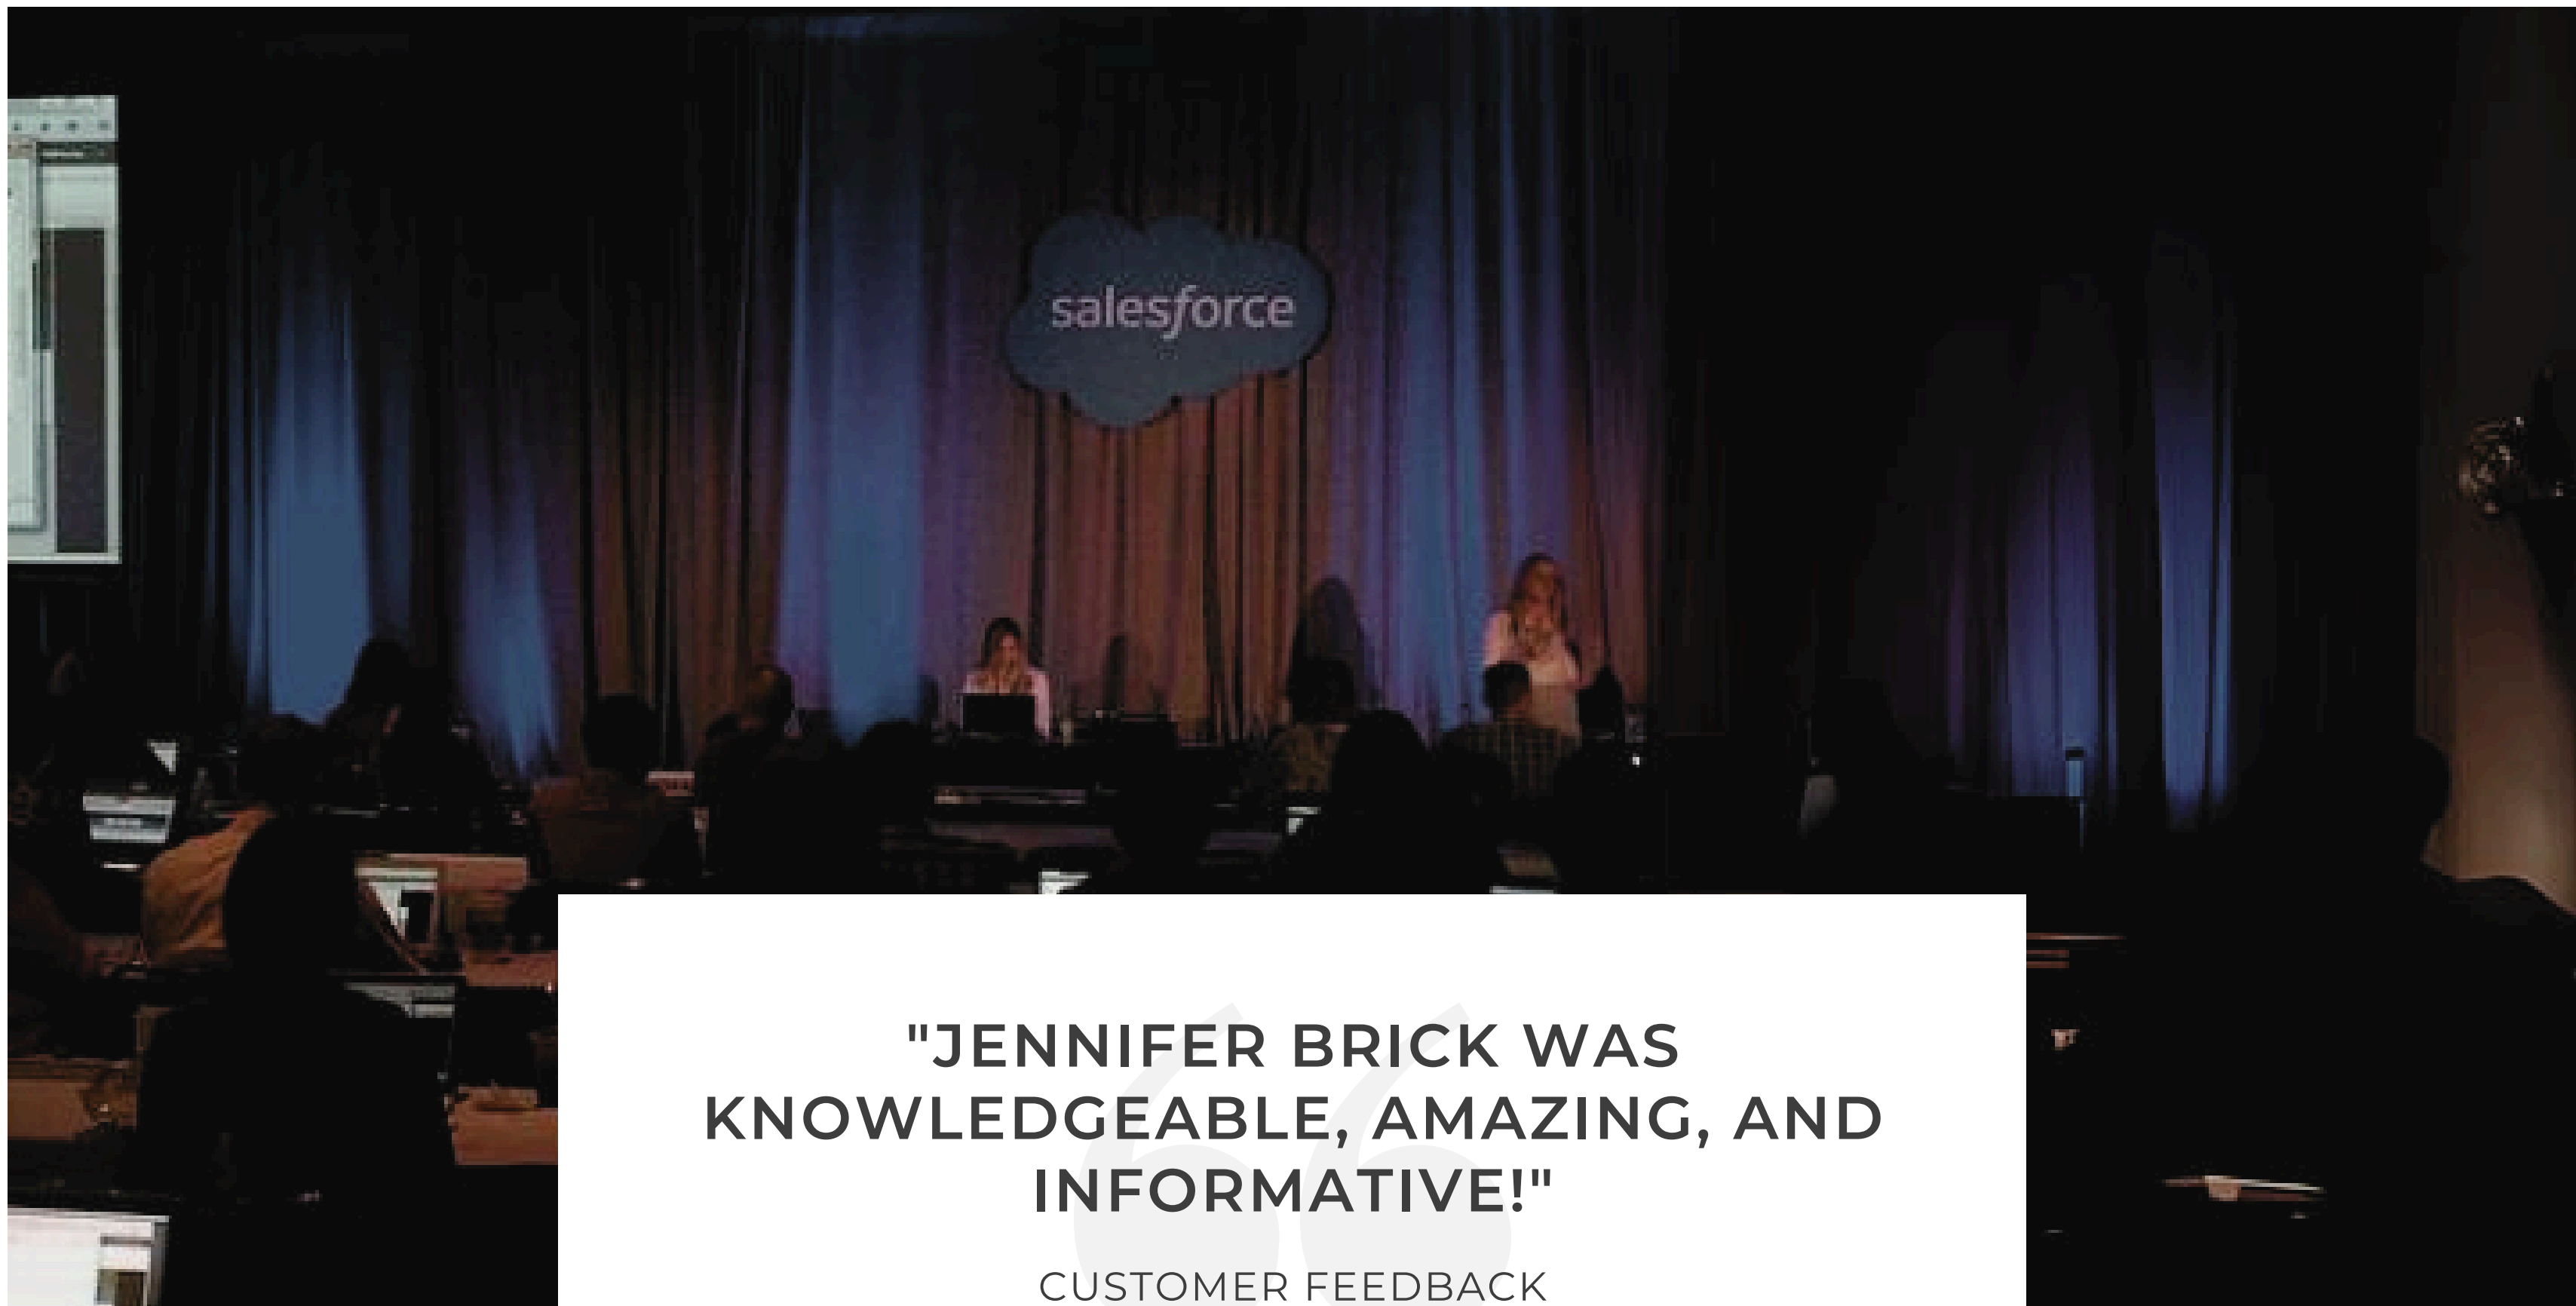 salesforce
"JENNIFER BRICK WAS
KNOWLEDGEABLE, AMAZING, AND
INFORMATIVE!"
CUSTOMER FEEDBACK